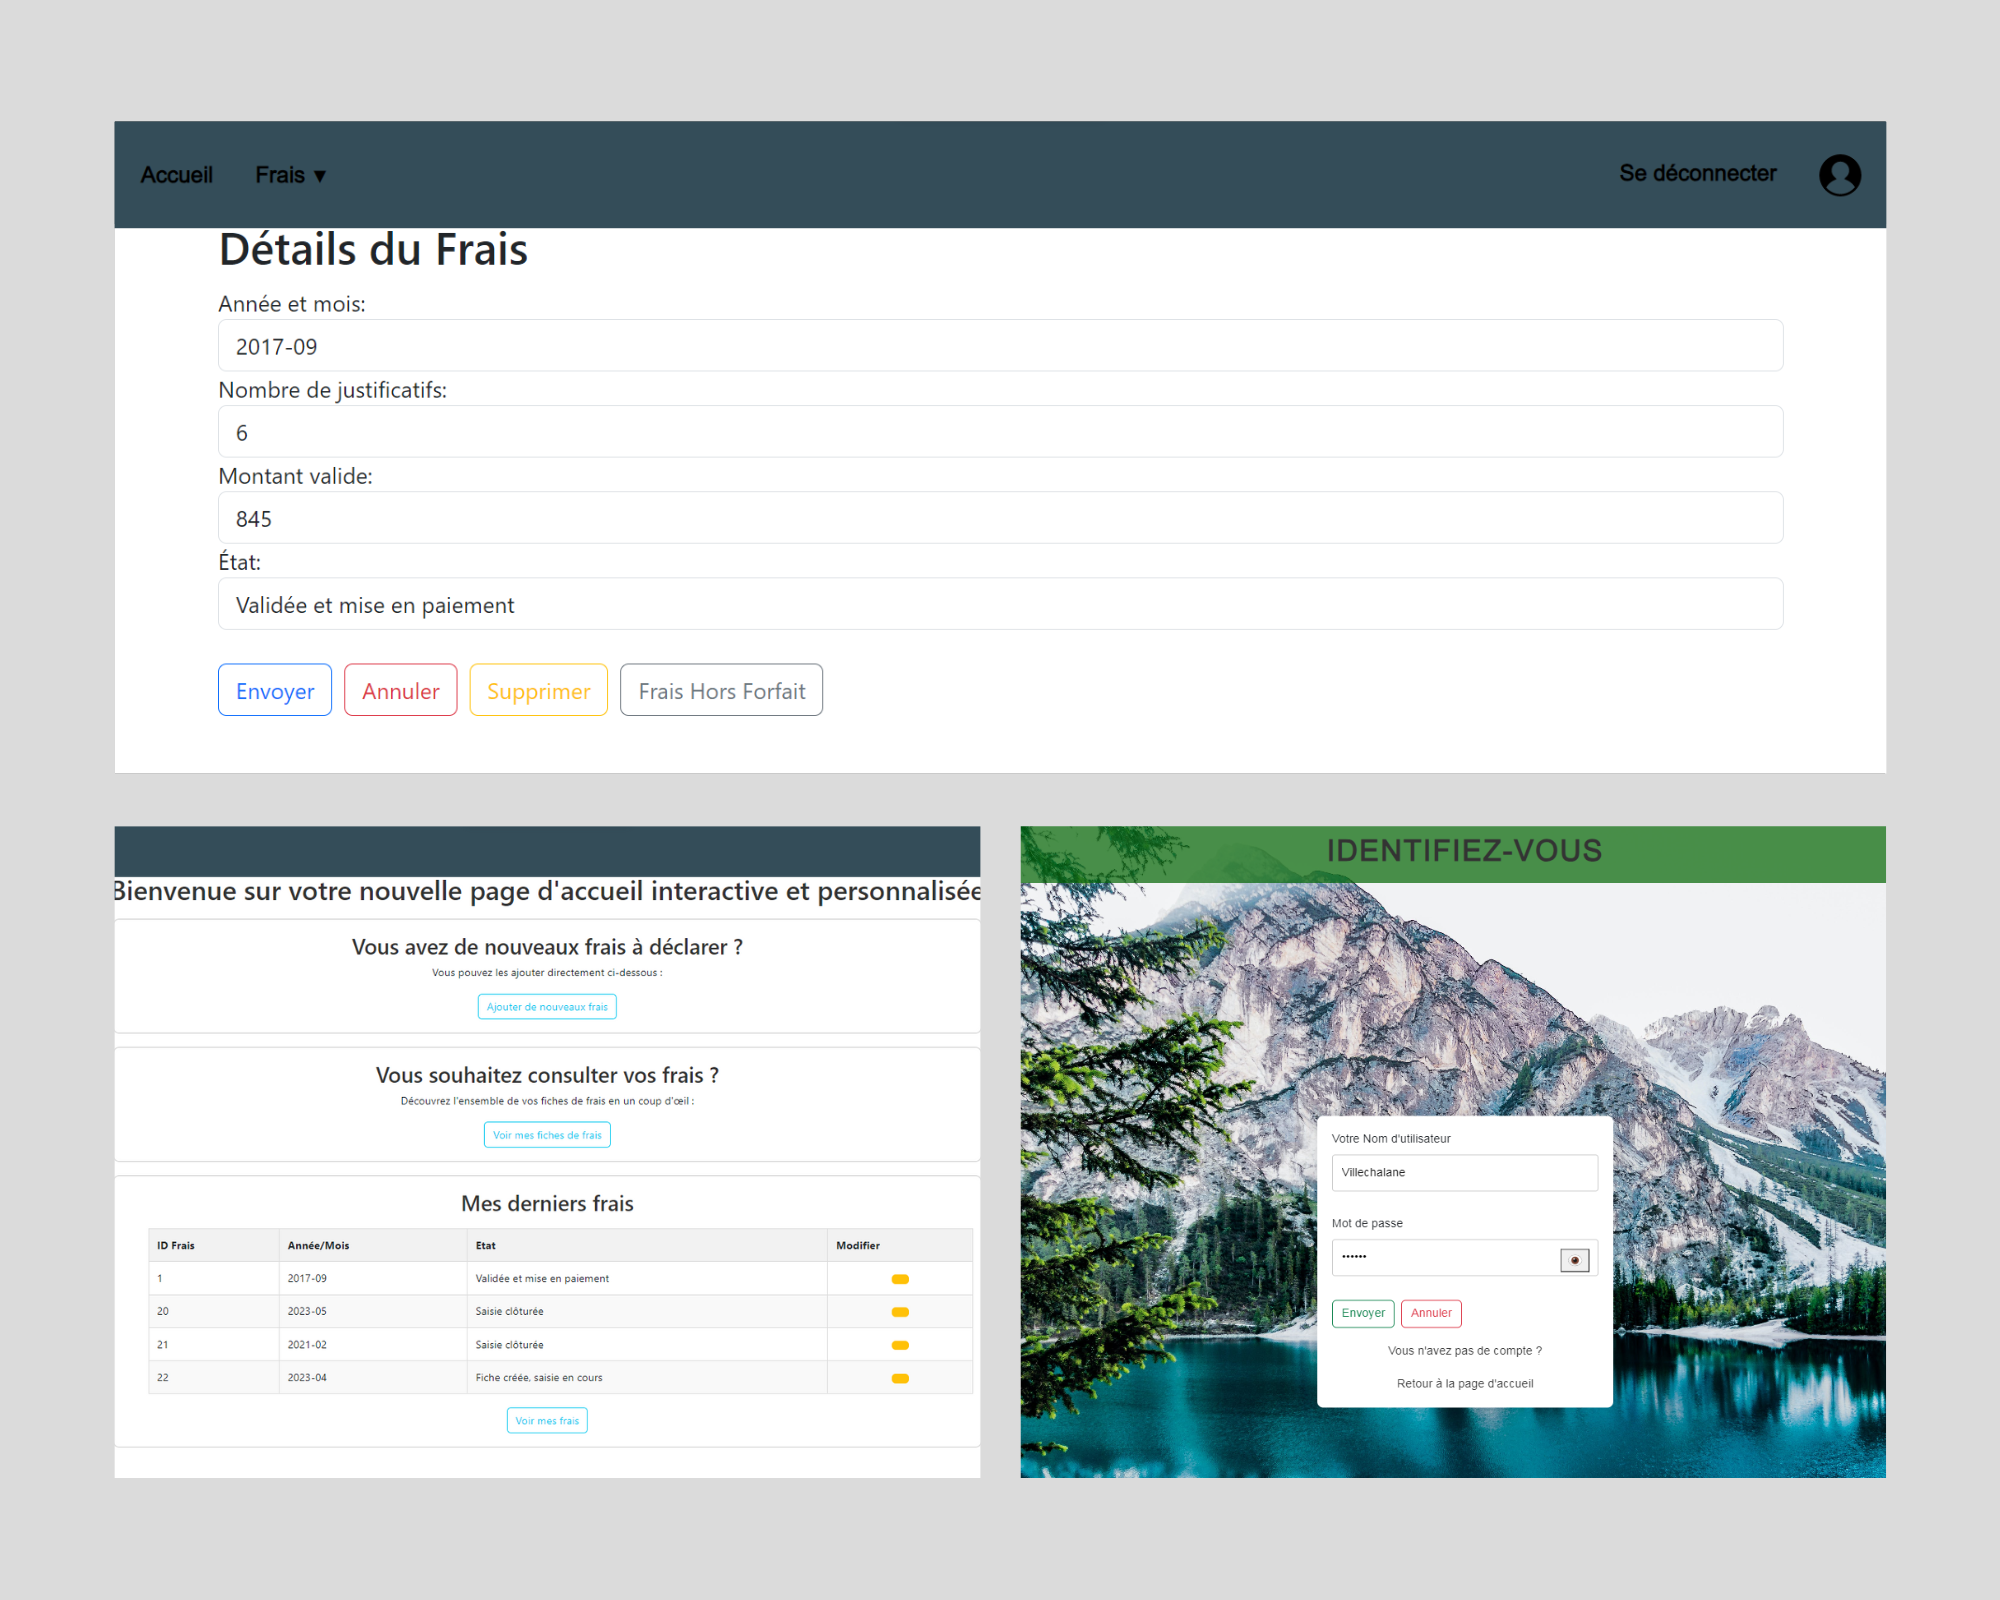 Accueil Frais ▼ Se déconnecter
Détails du Frais
Année et mois:
2017-09
Nombre de justificatifs:
6
Montant valide:
845
État:
Validée et mise en paiement
Envoyer Annuler Supprimer Frais Hors Forfait
Bienvenue sur votre nouvelle page d'accueil interactive et personnalisée
Vous avez de nouveaux frais à déclarer ?
Vous pouvez les ajouter directement ci-dessous :
Ajouter de nouveaux frais
Vous souhaitez consulter vos frais ?
Découvrez l'ensemble de vos fiches de frais en un coup d'œil :
Voir mes fiches de frais
Mes derniers frais
ID Frais Année/Mois Etat Modifier
1 2017-09 Validée et mise en paiement
20 2023-05 Saisie clôturée
21 2021-02 Saisie clôturée
22 2023-04 Fiche créée, saisie en cours
Voir mes frais
IDENTIFIEZ-VOUS
Votre Nom d'utilisateur
Villechalane
Mot de passe
••••••
Envoyer Annuler
Vous n'avez pas de compte ?
Retour à la page d'accueil